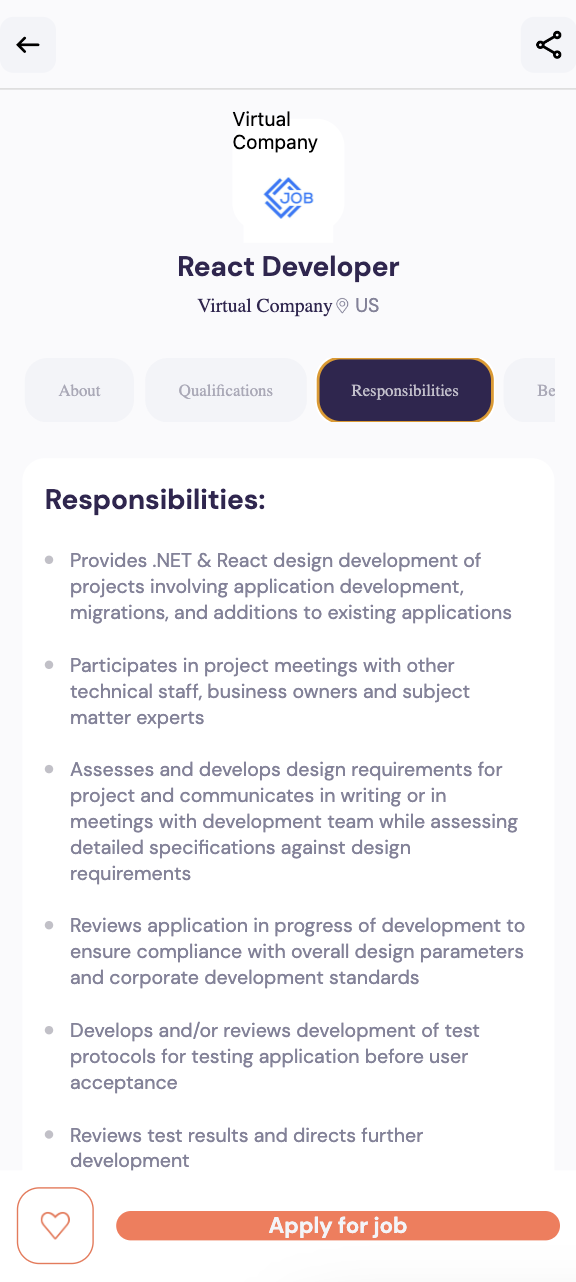 Virtual
Company
JOB
React Developer
Virtual Company US
About Qualifications Responsibilities Be
Responsibilities:
Provides .NET & React design development of
projects involving application development,
migrations, and additions to existing applications
Participates in project meetings with other
technical staff, business owners and subject
matter experts
Assesses and develops design requirements for
project and communicates in writing or in
meetings with development team while assessing
detailed specifications against design
requirements
Reviews application in progress of development to
ensure compliance with overall design parameters
and corporate development standards
Develops and/or reviews development of test
protocols for testing application before user
acceptance
Reviews test results and directs further
development
Apply for job